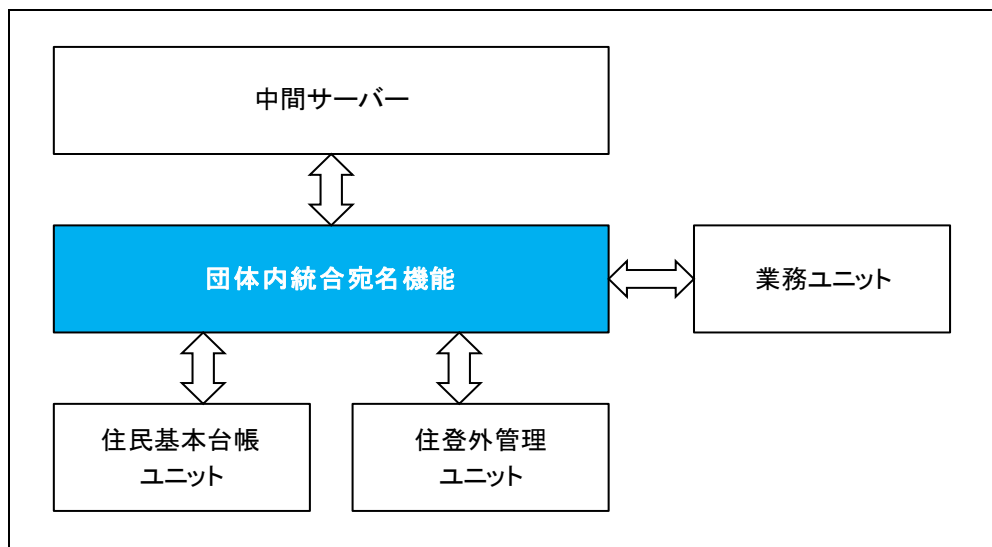 中間サーバー
団体内統合宛名機能
業務ユニット
住民基本台帳
ユニット
住登外管理
ユニット